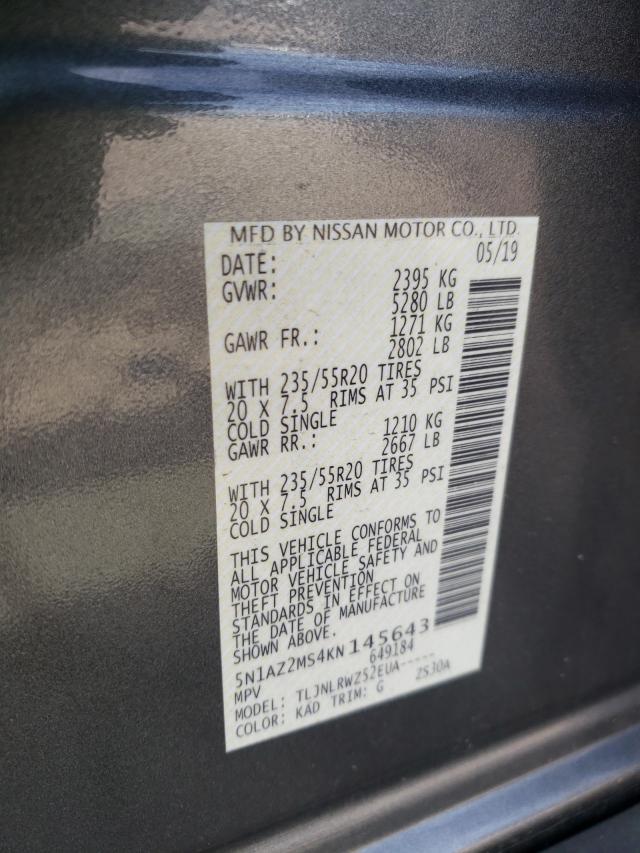 MFD BY NISSAN MOTOR CO., LTD.
DATE: 05/19
GVWR: 2395 KG
5280 LB
GAWR FR.: 1271 KG
2802 LB
WITH 235/55R20 TIRES
20 X 7.5 RIMS AT 35 PSI
COLD SINGLE
GAWR RR.: 1210 KG
2667 LB
WITH 235/55R20 TIRES
20 X 7.5 RIMS AT 35 PSI
COLD SINGLE
THIS VEHICLE CONFORMS TO
ALL APPLICABLE FEDERAL
MOTOR VEHICLE SAFETY AND
THEFT PREVENTION
STANDARDS IN EFFECT ON
THE DATE OF MANUFACTURE
SHOWN ABOVE.
5N1AZ2MS4KN145643
MPV 649184
MODEL: TLJNLRWZ52EUA-----
COLOR: KAD TRIM: G ZS30A